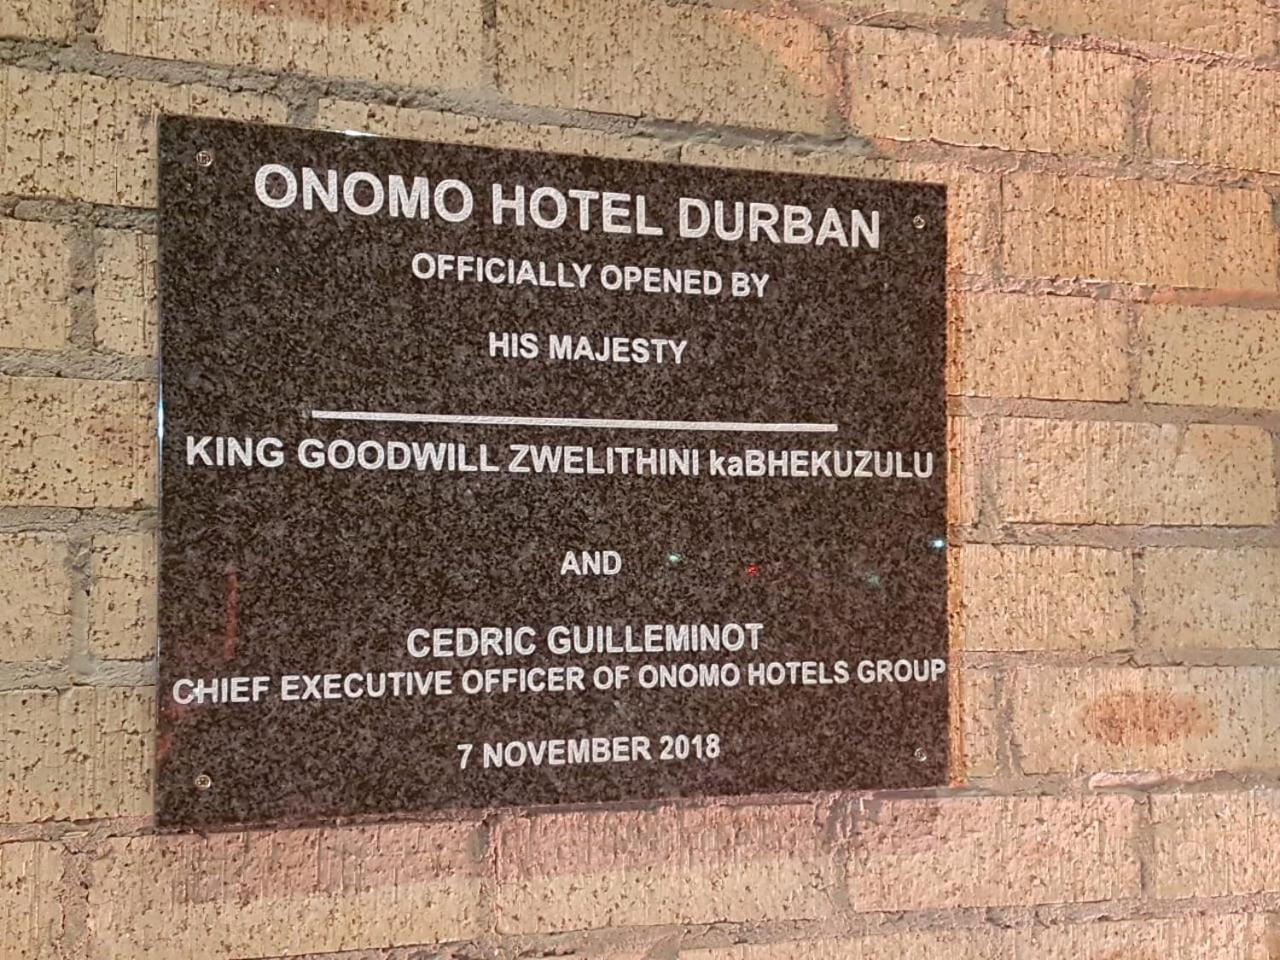 ONOMO HOTEL DURBAN
OFFICIALLY OPENED BY
HIS MAJESTY
KING GOODWILL ZWELITHINI kaBHEKUZULU
AND
CEDRIC GUILLEMINOT
CHIEF EXECUTIVE OFFICER OF ONOMO HOTELS GROUP
7 NOVEMBER 2018